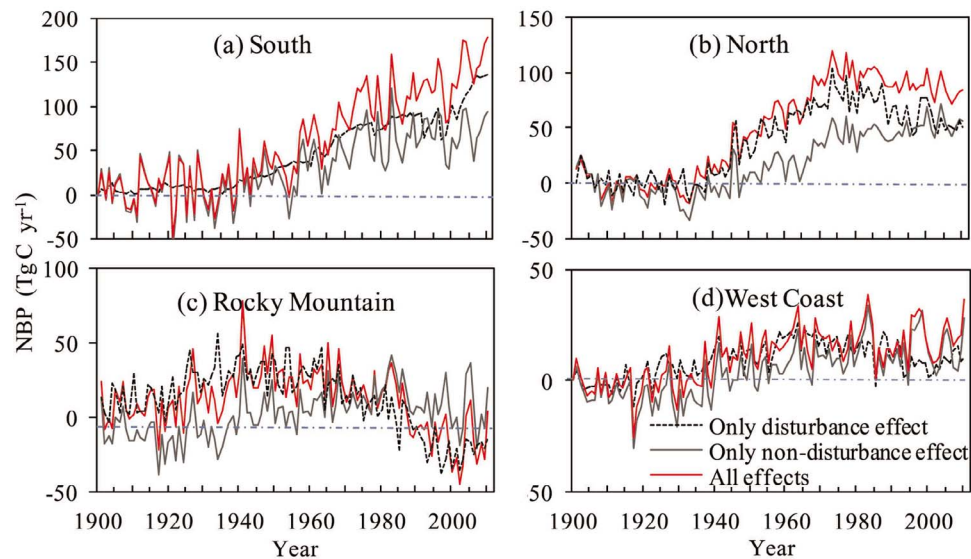 NBP (TgC yr-1)
200
150
100
50
0
-50
(a) South
150
100
50
0
-50
(b) North
100
50
0
-50
(c) Rocky Mountain
50
0
-50
(d) West Coast
Only disturbance effect
Only non-disturbance effect
All effects
1900 1920 1940 1960 1980 2000
Year
1900 1920 1940 1960 1980 2000
Year